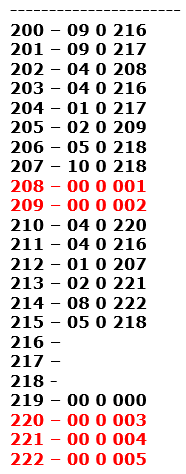 ------------------------
200 – 09 0 216
201 – 09 0 217
202 – 04 0 208
203 – 04 0 216
204 – 01 0 217
205 – 02 0 209
206 – 05 0 218
207 – 10 0 218
208 – 00 0 001
209 – 00 0 002
210 – 04 0 220
211 – 04 0 216
212 – 01 0 207
213 – 02 0 221
214 – 08 0 222
215 – 05 0 218
216 –
217 –
218 -
219 – 00 0 000
220 – 00 0 003
221 – 00 0 004
222 – 00 0 005